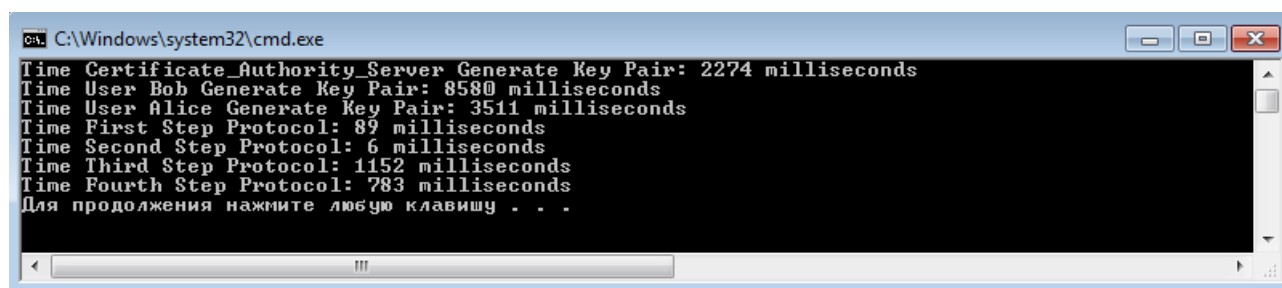 C:\Windows\system32\cmd.exe
Time Certificate_Authority_Server Generate Key Pair: 2274 milliseconds
Time User Bob Generate Key Pair: 8580 milliseconds
Time User Alice Generate Key Pair: 3511 milliseconds
Time First Step Protocol: 89 milliseconds
Time Second Step Protocol: 6 milliseconds
Time Third Step Protocol: 1152 milliseconds
Time Fourth Step Protocol: 783 milliseconds
Для продолжения нажмите любую клавишу . . .